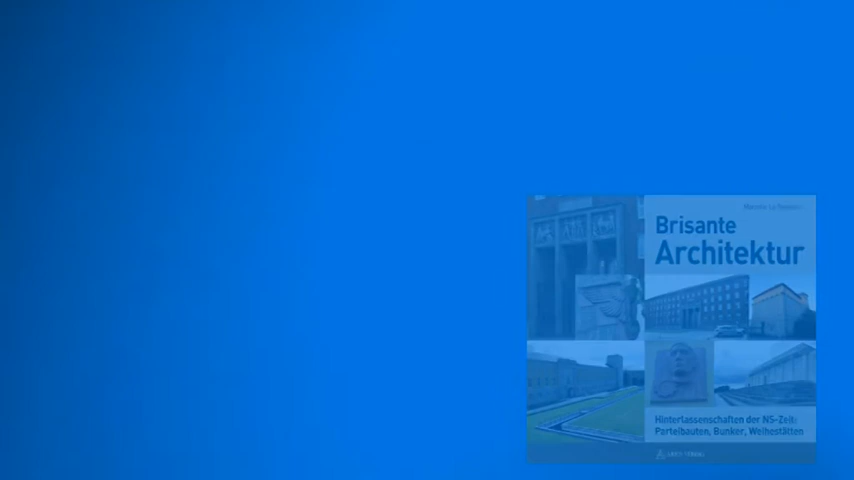 Brisante
Architektur
Hinterlassenschaften der NS-Zeit:
Parteibauten, Bunker, Weihestätten